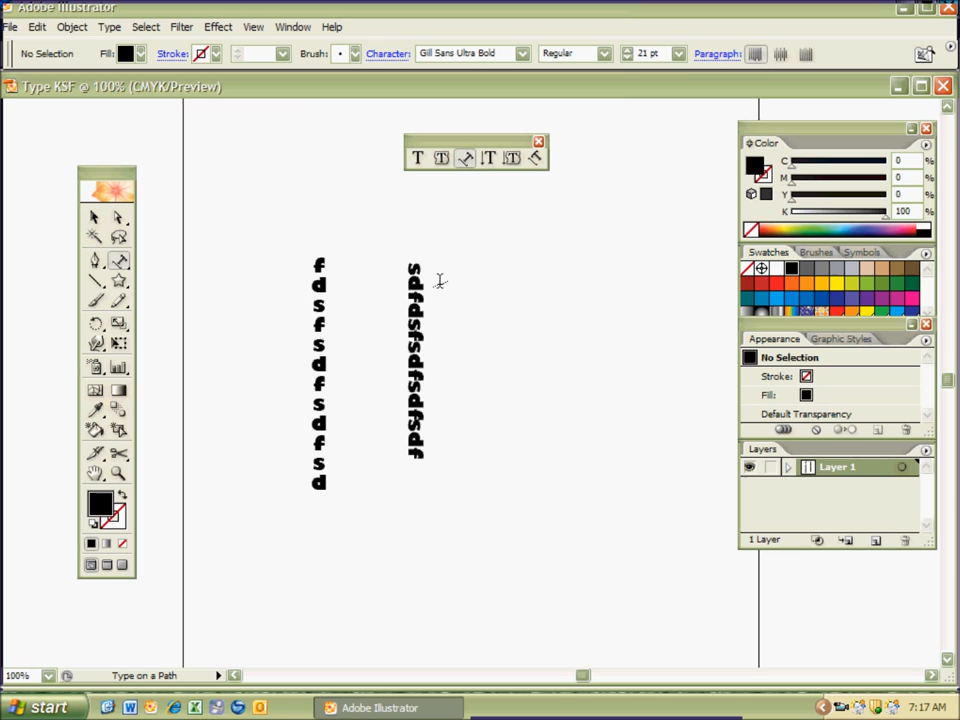 Adobe Illustrator
File Edit Object Type Select Filter Effect View Window Help
No Selection Fill: Stroke: Brush: Character: Gill Sans Ultra Bold Regular 21 pt Paragraph:
Type KSF @ 100% (CMYK/Preview)
T T T T T T
Color
C 0 %
M 0 %
Y 0 %
K 100 %
Swatches Brushes Symbols
Appearance Graphic Styles
No Selection
Stroke:
Fill:
Default Transparency
Layers
Layer 1
1 Layer
f
d
s
f
s
d
f
s
d
f
s
d
sdfdsfsdfsdfsdf
100% Type on a Path
start Adobe Illustrator 7:17 AM